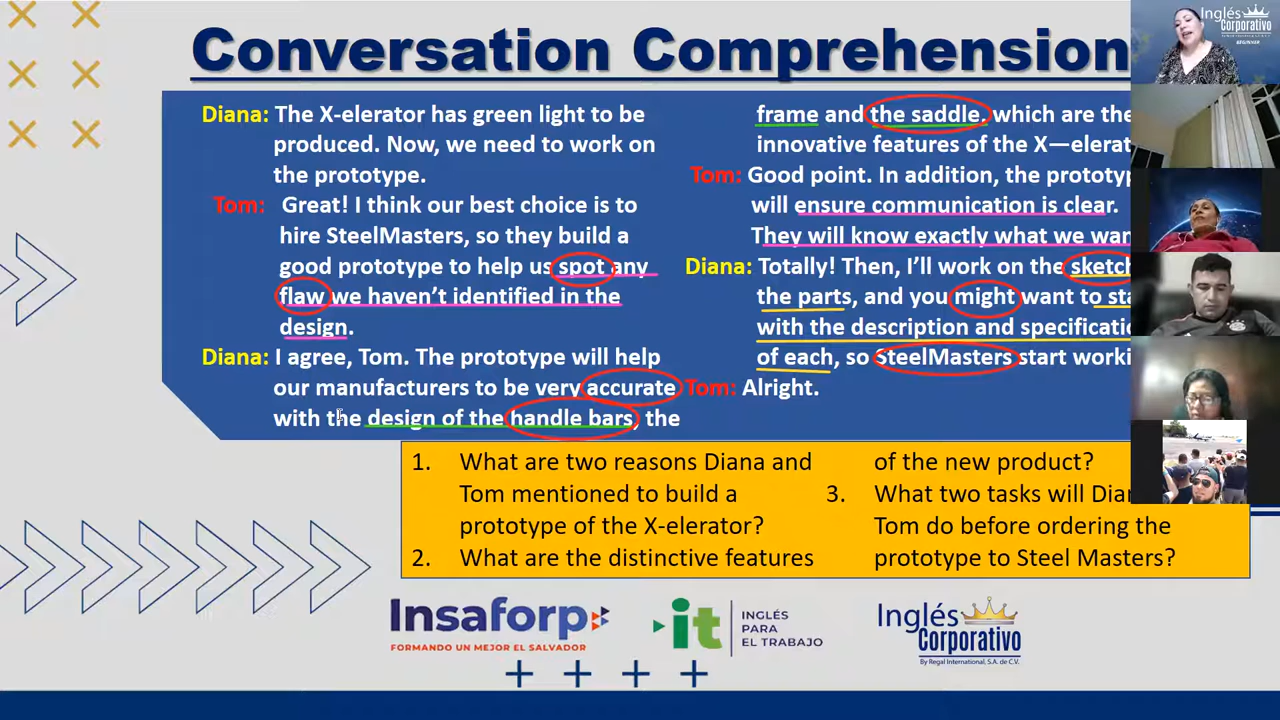 Conversation Comprehension
Diana: The X-elerator has green light to be
produced. Now, we need to work on
the prototype.
Tom: Great! I think our best choice is to
hire SteelMasters, so they build a
good prototype to help us spot any
flaw we haven't identified in the
design.
Diana: I agree, Tom. The prototype will help
our manufacturers to be very accurate
with the design of the handle bars, the
frame and the saddle, which are the
innovative features of the X—elerat
Tom: Good point. In addition, the prototyp
will ensure communication is clear.
They will know exactly what we wan
Diana: Totally! Then, I'll work on the sketch
the parts, and you might want to sta
with the description and specificatio
of each, so SteelMasters start worki
Tom: Alright.
1. What are two reasons Diana and
Tom mentioned to build a
prototype of the X-elerator?
2. What are the distinctive features
of the new product?
3. What two tasks will Dian
Tom do before ordering the
prototype to Steel Masters?
Insaforp
FORMANDO UN MEJOR EL SALVADOR
it
INGLÉS
PARA
EL TRABAJO
Inglés
Corporativo
By Regal International, S.A. de C.V.
Inglés
Corporativo
BEGINNER